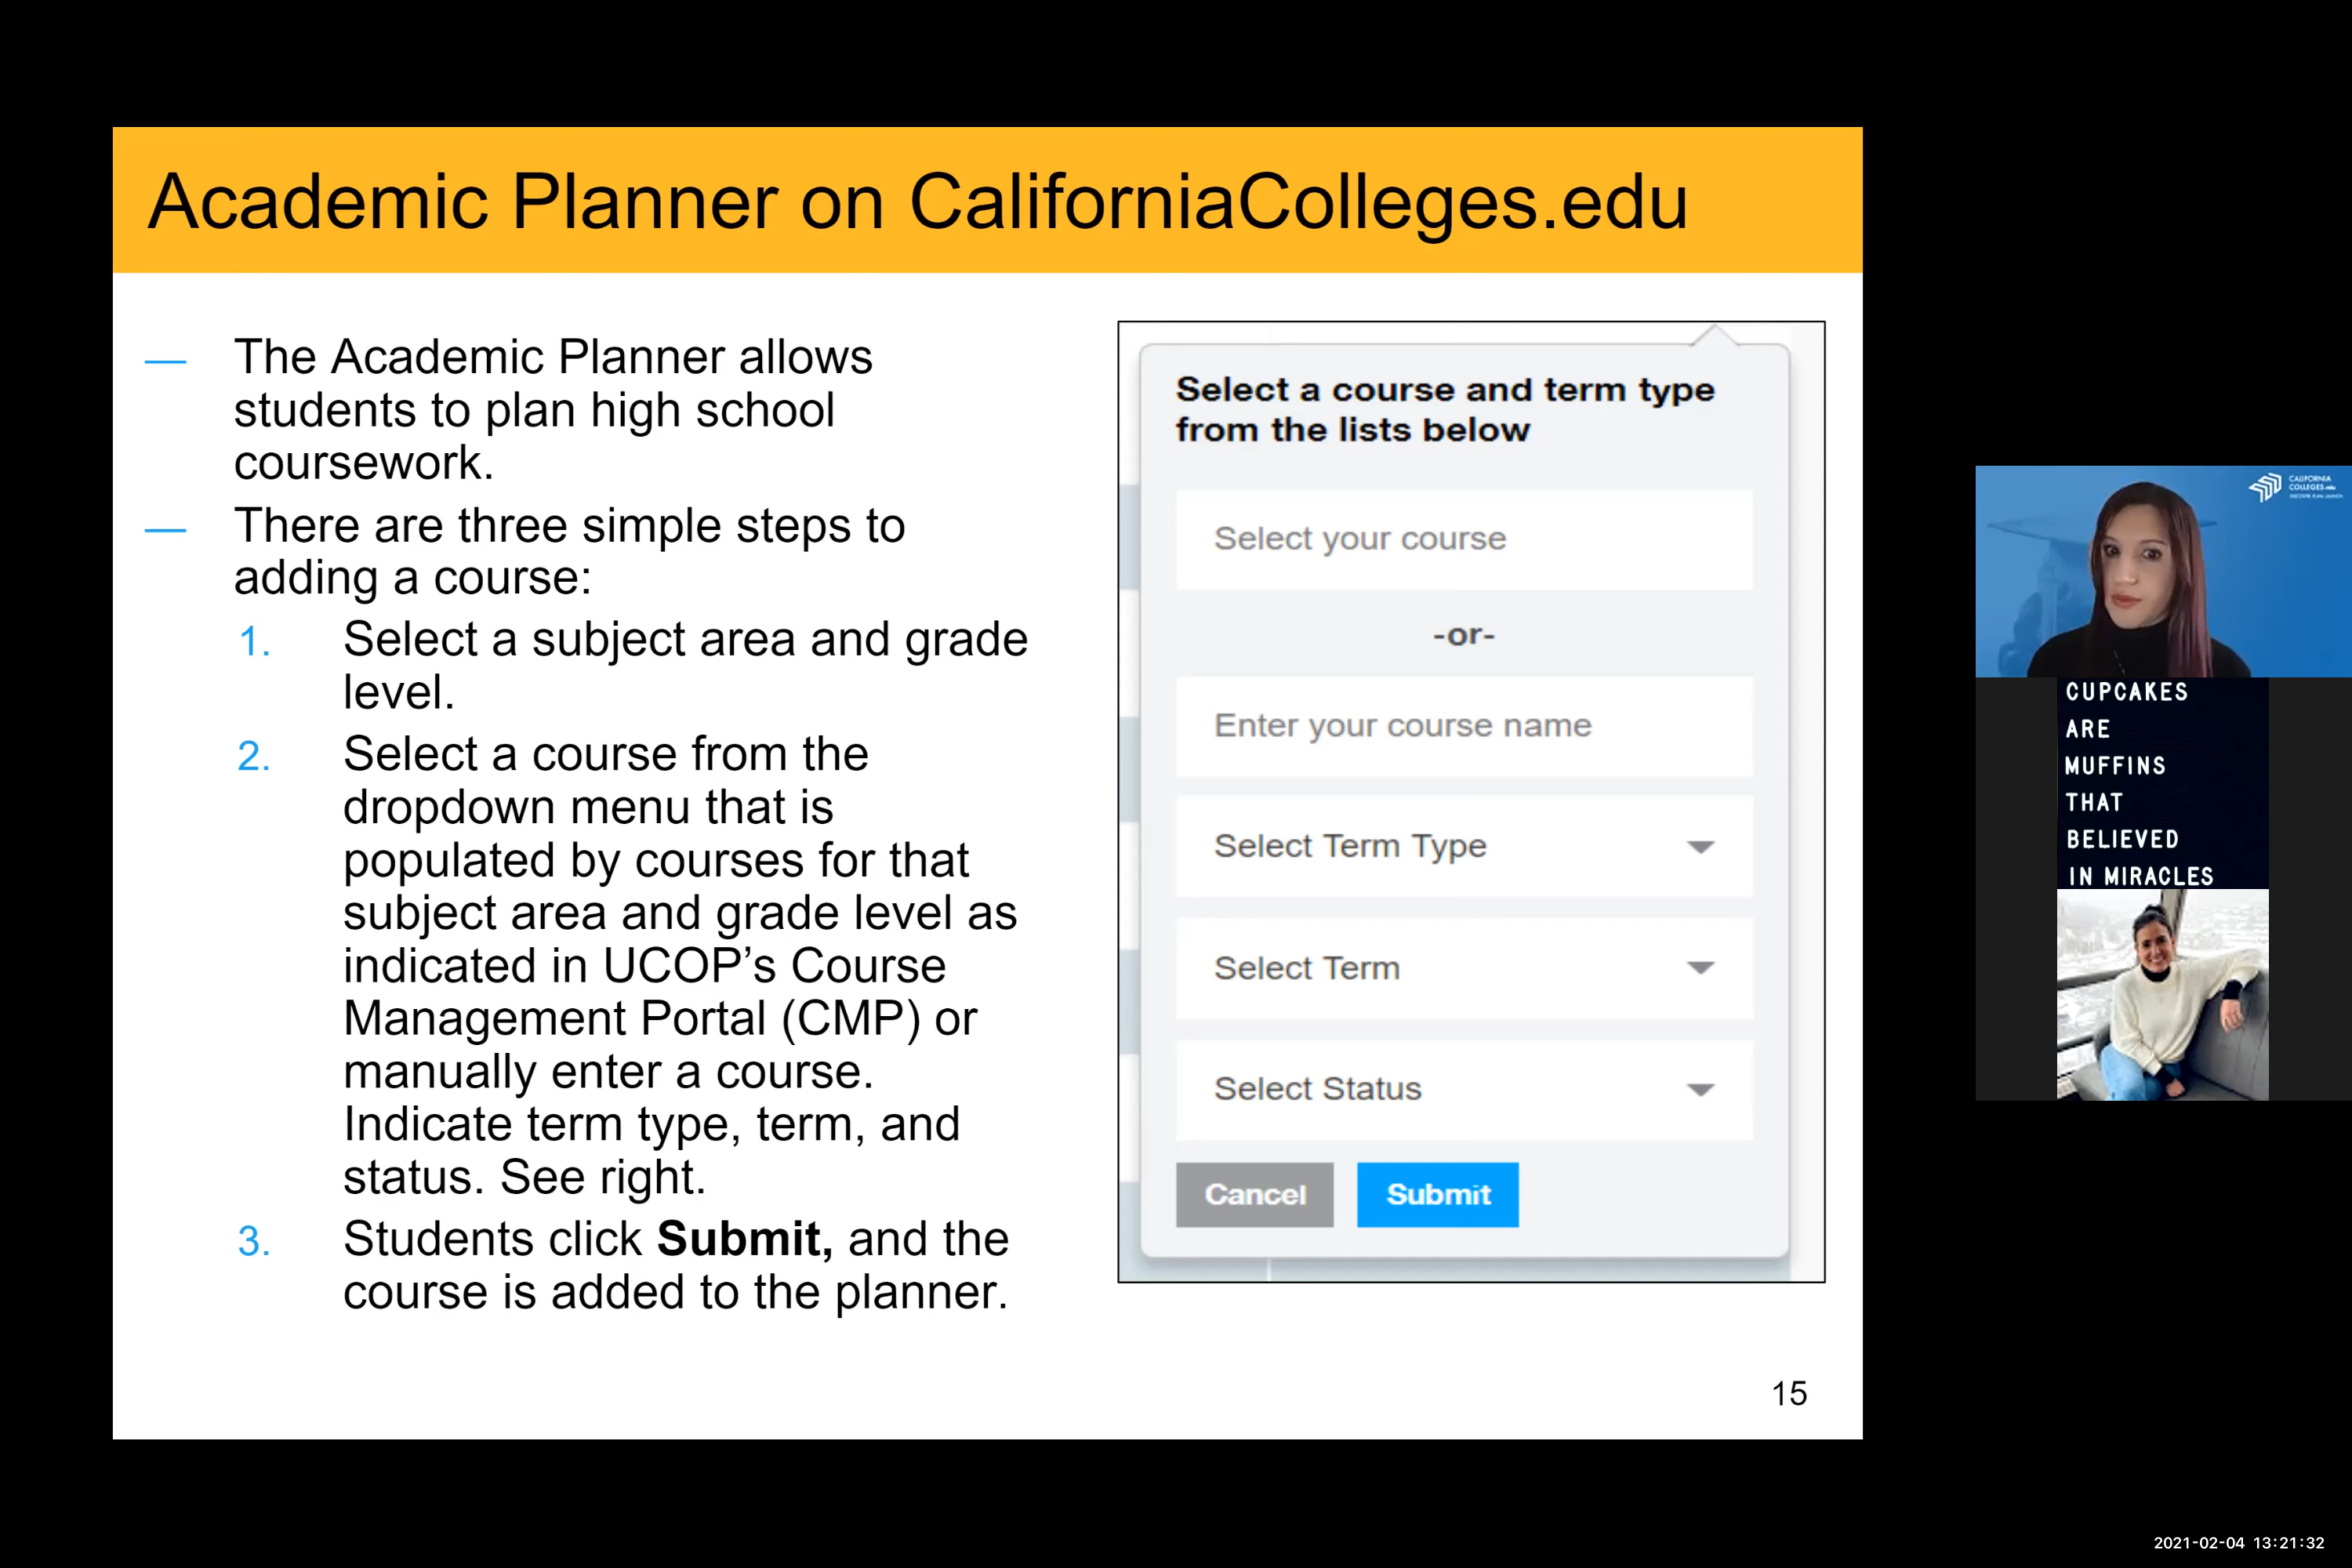 Academic Planner on CaliforniaColleges.edu
— The Academic Planner allows
students to plan high school
coursework.
— There are three simple steps to
adding a course:
1. Select a subject area and grade
level.
2. Select a course from the
dropdown menu that is
populated by courses for that
subject area and grade level as
indicated in UCOP’s Course
Management Portal (CMP) or
manually enter a course.
Indicate term type, term, and
status. See right.
3. Students click Submit, and the
course is added to the planner.
Select a course and term type
from the lists below
Select your course
-or-
Enter your course name
Select Term Type
Select Term
Select Status
Cancel Submit
15
CALIFORNIA
COLLEGES.edu
DISCOVER. PLAN. LAUNCH.
CUPCAKES
ARE
MUFFINS
THAT
BELIEVED
IN MIRACLES
2021-02-04 13:21:32